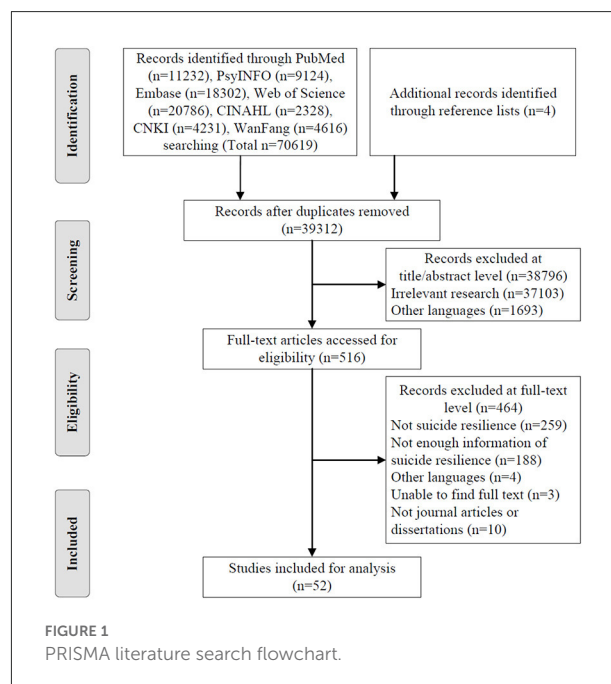 Identification
Records identified through PubMed
(n=11232), PsyINFO (n=9124),
Embase (n=18302), Web of Science
(n=20786), CINAHL (n=2328),
CNKI (n=4231), WanFang (n=4616)
searching (Total n=70619)
Additional records identified
through reference lists (n=4)
Records after duplicates removed
(n=39312)
Screening
Records excluded at
title/abstract level (n=38796)
Irrelevant research (n=37103)
Other languages (n=1693)
Full-text articles accessed for
eligibility (n=516)
Eligibility
Records excluded at full-text
level (n=464)
Not suicide resilience (n=259)
Not enough information of
suicide resilience (n=188)
Other languages (n=4)
Unable to find full text (n=3)
Not journal articles or
dissertations (n=10)
Included
Studies included for analysis
(n=52)
FIGURE 1
PRISMA literature search flowchart.